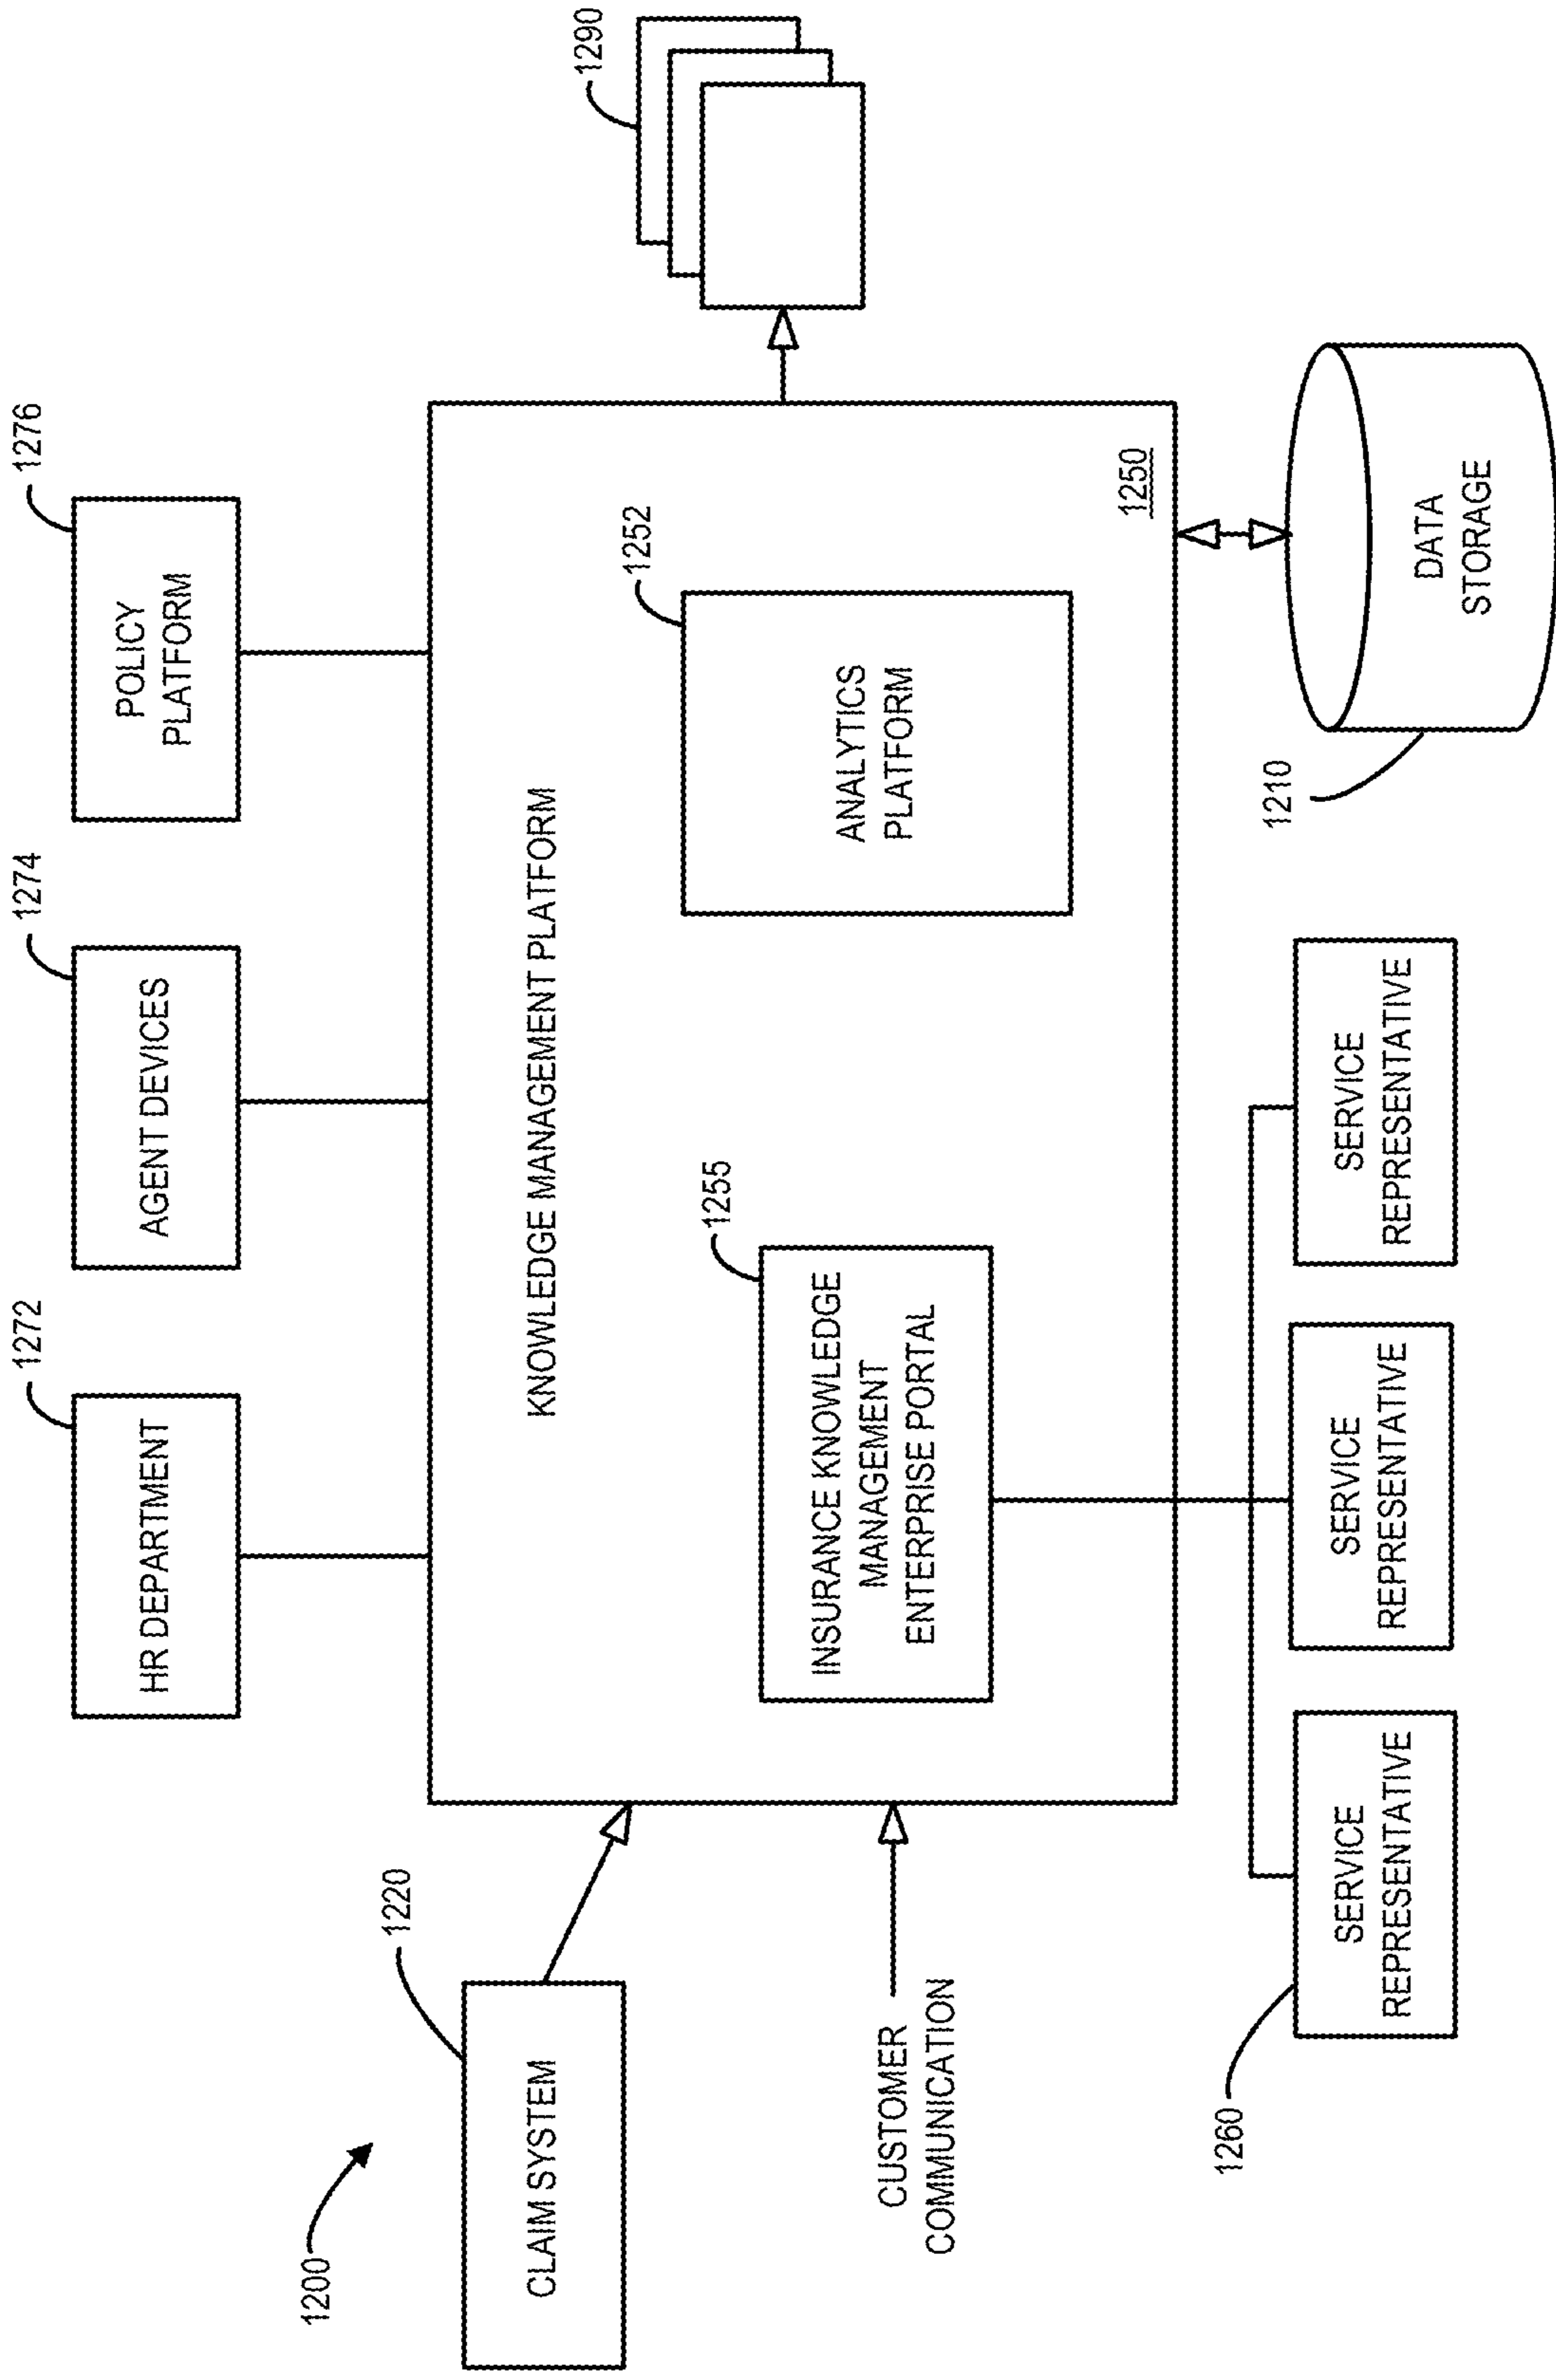 1200
HR DEPARTMENT
1272
AGENT DEVICES
1274
POLICY
PLATFORM
1276
CLAIM SYSTEM
1220
CUSTOMER
COMMUNICATION
KNOWLEDGE MANAGEMENT PLATFORM
INSURANCE KNOWLEDGE
MANAGEMENT
ENTERPRISE PORTAL
1255
ANALYTICS
PLATFORM
1252
1250
1290
SERVICE
REPRESENTATIVE
1260
SERVICE
REPRESENTATIVE
SERVICE
REPRESENTATIVE
DATA
STORAGE
1210